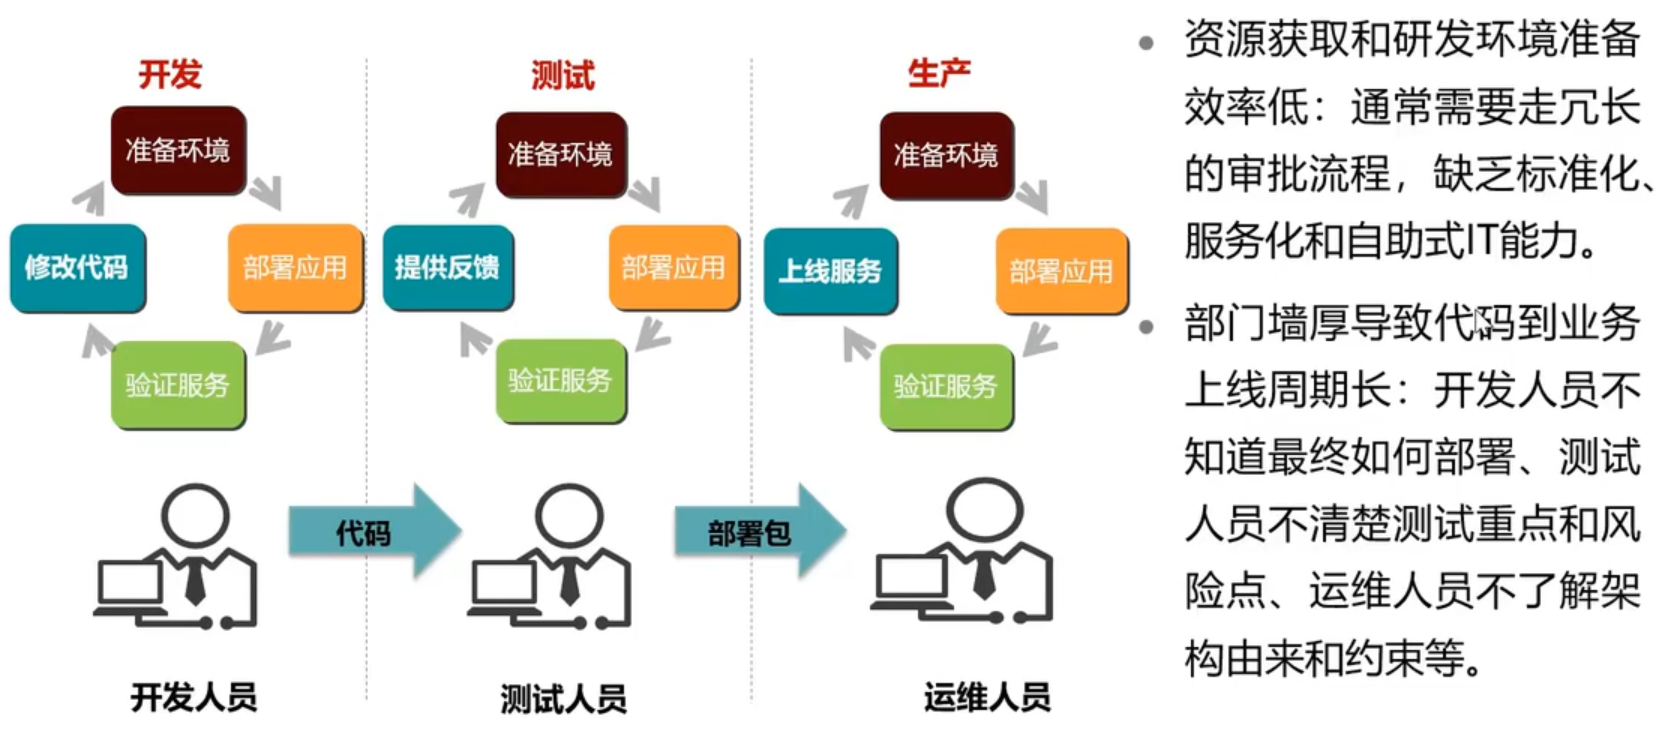 开发
准备环境
修改代码
部署应用
验证服务
代码
开发人员
测试
准备环境
提供反馈
部署应用
验证服务
部署包
测试人员
生产
准备环境
上线服务
部署应用
验证服务
运维人员
资源获取和研发环境准备
效率低：通常需要走冗长
的审批流程，缺乏标准化、
服务化和自助式IT能力。
部门墙厚导致代码到业务
上线周期长：开发人员不
知道最终如何部署、测试
人员不清楚测试重点和风
险点、运维人员不了解架
构由来和约束等。